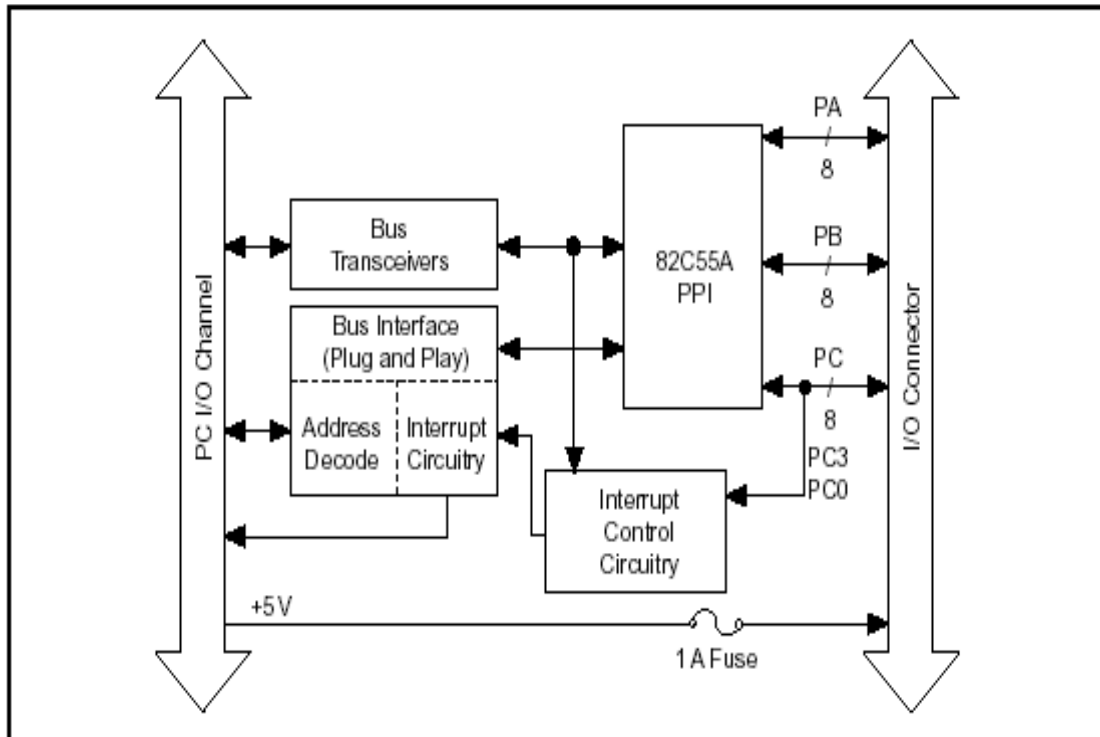 PC I/O Channel
Bus
Transceivers
Bus Interface
(Plug and Play)
Address
Decode
Interrupt
Circuitry
82C55A
PPI
Interrupt
Control
Circuitry
PA
8
PB
8
PC
8
PC3
PC0
I/O Connector
+5 V
1 A Fuse